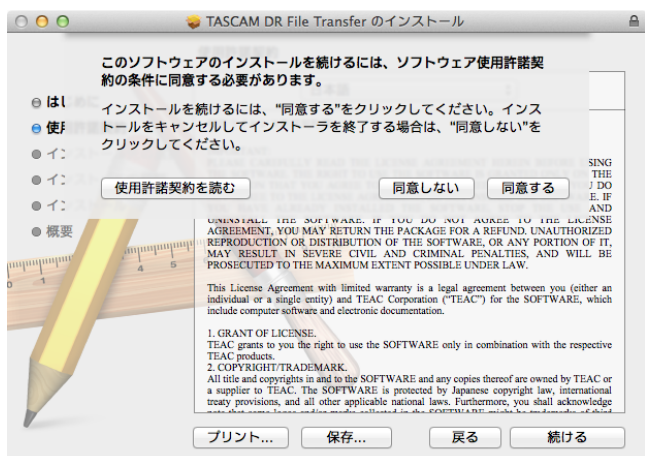 TASCAM DR File Transfer のインストール
このソフトウェアのインストールを続けるには、ソフトウェア使用許諾契
約の条件に同意する必要があります。
インストールを続けるには、“同意する”をクリックしてください。インス
トールをキャンセルしてインストーラを終了する場合は、“同意しない”を
クリックしてください。
使用許諾契約を読む
同意しない
同意する
はじめに
使用許諾契約
概要
SING
THE
DO
E. IF
AND
UNINSTALL THE SOFTWARE. IF YOU DO NOT AGREE TO THE LICENSE
AGREEMENT, YOU MAY RETURN THE PACKAGE FOR A REFUND. UNAUTHORIZED
REPRODUCTION OR DISTRIBUTION OF THE SOFTWARE, OR ANY PORTION OF IT,
MAY RESULT IN SEVERE CIVIL AND CRIMINAL PENALTIES, AND WILL BE
PROSECUTED TO THE MAXIMUM EXTENT POSSIBLE UNDER LAW.
This License Agreement with limited warranty is a legal agreement between you (either an
individual or a single entity) and TEAC Corporation (“TEAC”) for the SOFTWARE, which
include computer software and electronic documentation.
1. GRANT OF LICENSE.
TEAC grants to you the right to use the SOFTWARE only in combination with the respective
TEAC products.
2. COPYRIGHT/TRADEMARK.
All title and copyrights in and to the SOFTWARE and any copies thereof are owned by TEAC or
a supplier to TEAC. The SOFTWARE is protected by Japanese copyright law, international
treaty provisions, and all other applicable national laws. Furthermore, you shall acknowledge
プリント...
保存...
戻る
続ける